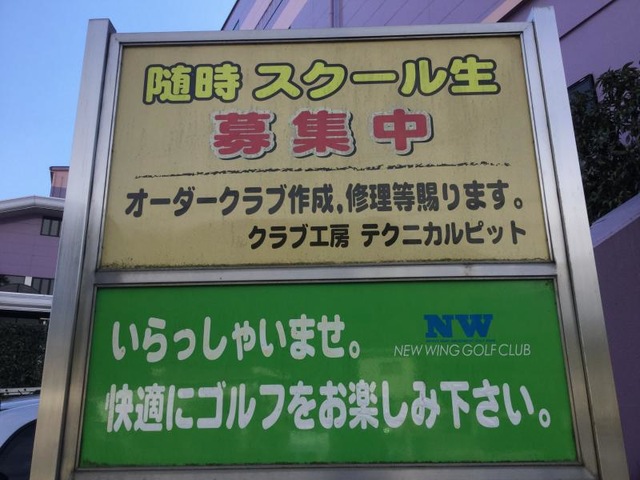 随時 スクール生
募集中
オーダークラブ作成,修理等賜ります。
クラブ工房 テクニカルピット
NW
いらっしゃいませ。 NEW WING GOLF CLUB
快適にゴルフをお楽しみ下さい。